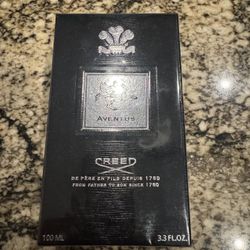 AVENTUS
CREED
DE PÈRE EN FILS DEPUIS 1760
FROM FATHER TO SON SINCE 1760
100 ML 3.3 FL.OZ.